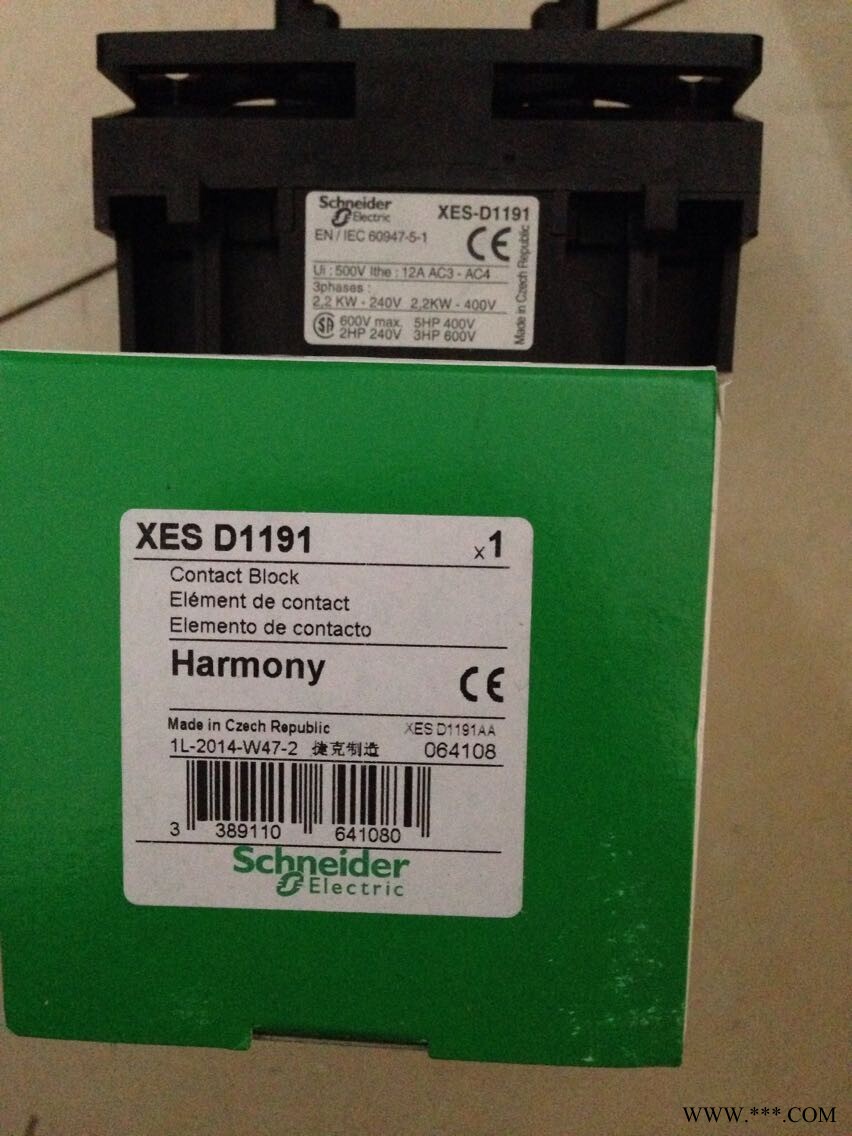 Schneider
Electric
XES-D1191
EN / IEC 60947-5-1
CE
Ui : 500V Ithe : 12A AC3 - AC4
3phases :
2,2 KW - 240V 2,2KW - 400V
SA 600V max. 5HP 400V
2HP 240V 3HP 600V
Made in Czech Republic
XES D1191
x1
Contact Block
Elément de contact
Elemento de contacto
Harmony
CE
Made in Czech Republic XES D1191AA
1L-2014-W47-2 捷克制造 064108
3 389110 641080
Schneider
Electric
WWW.***.COM